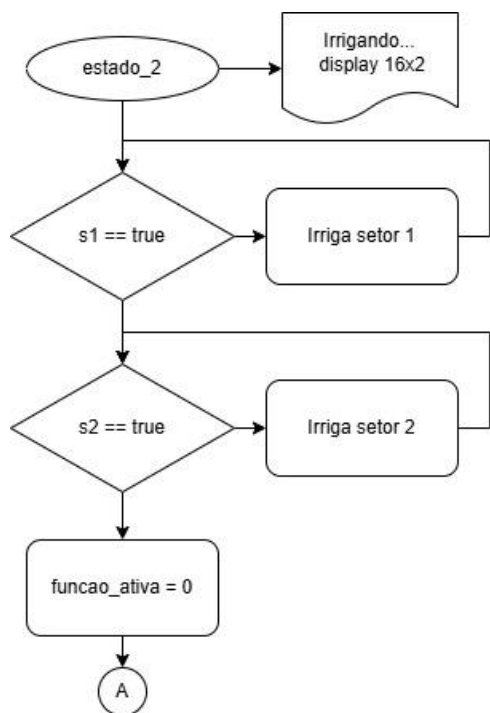 estado_2
Irrigando...
display 16x2
s1 == true
Irriga setor 1
s2 == true
Irriga setor 2
funcao_ativa = 0
A